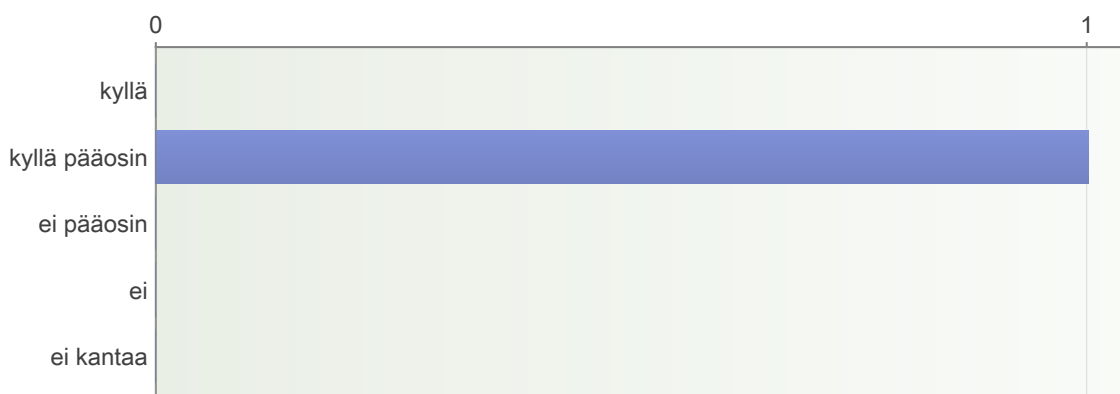 0 1
kyllä
kyllä pääosin
ei pääosin
ei
ei kantaa